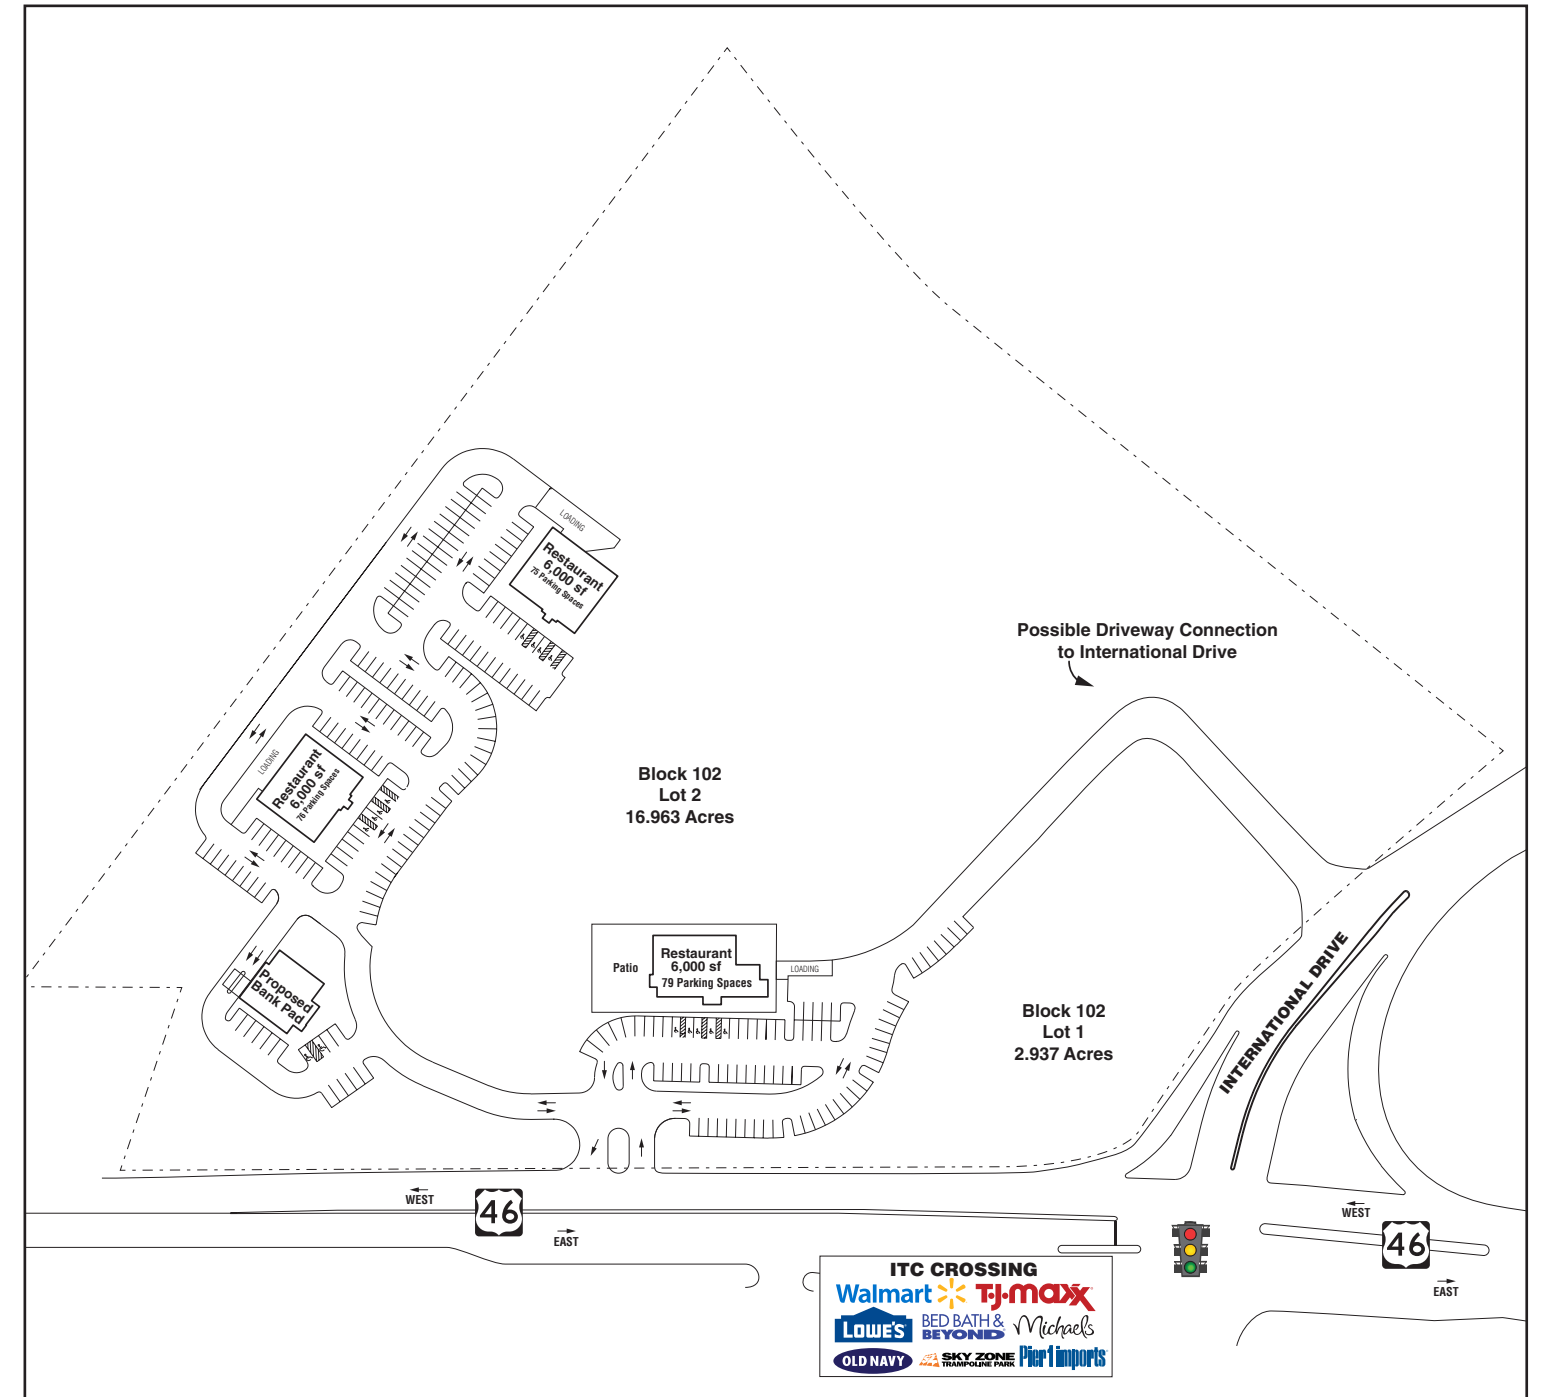 LOADING
Restaurant
6,000 sf
75 Parking Spaces
Possible Driveway Connection
to International Drive
LOADING
Restaurant
6,000 sf
76 Parking Spaces
Block 102
Lot 2
16.963 Acres
Proposed
Bank Pad
Patio
Restaurant
6,000 sf
79 Parking Spaces
LOADING
Block 102
Lot 1
2.937 Acres
INTERNATIONAL DRIVE
WEST
46
EAST
WEST
46
EAST
ITC CROSSING
Walmart
T·J·maxx
LOWE'S
BED BATH &
BEYOND
Michaels
OLD NAVY
SKY ZONE
TRAMPOLINE PARK
Pier 1 imports